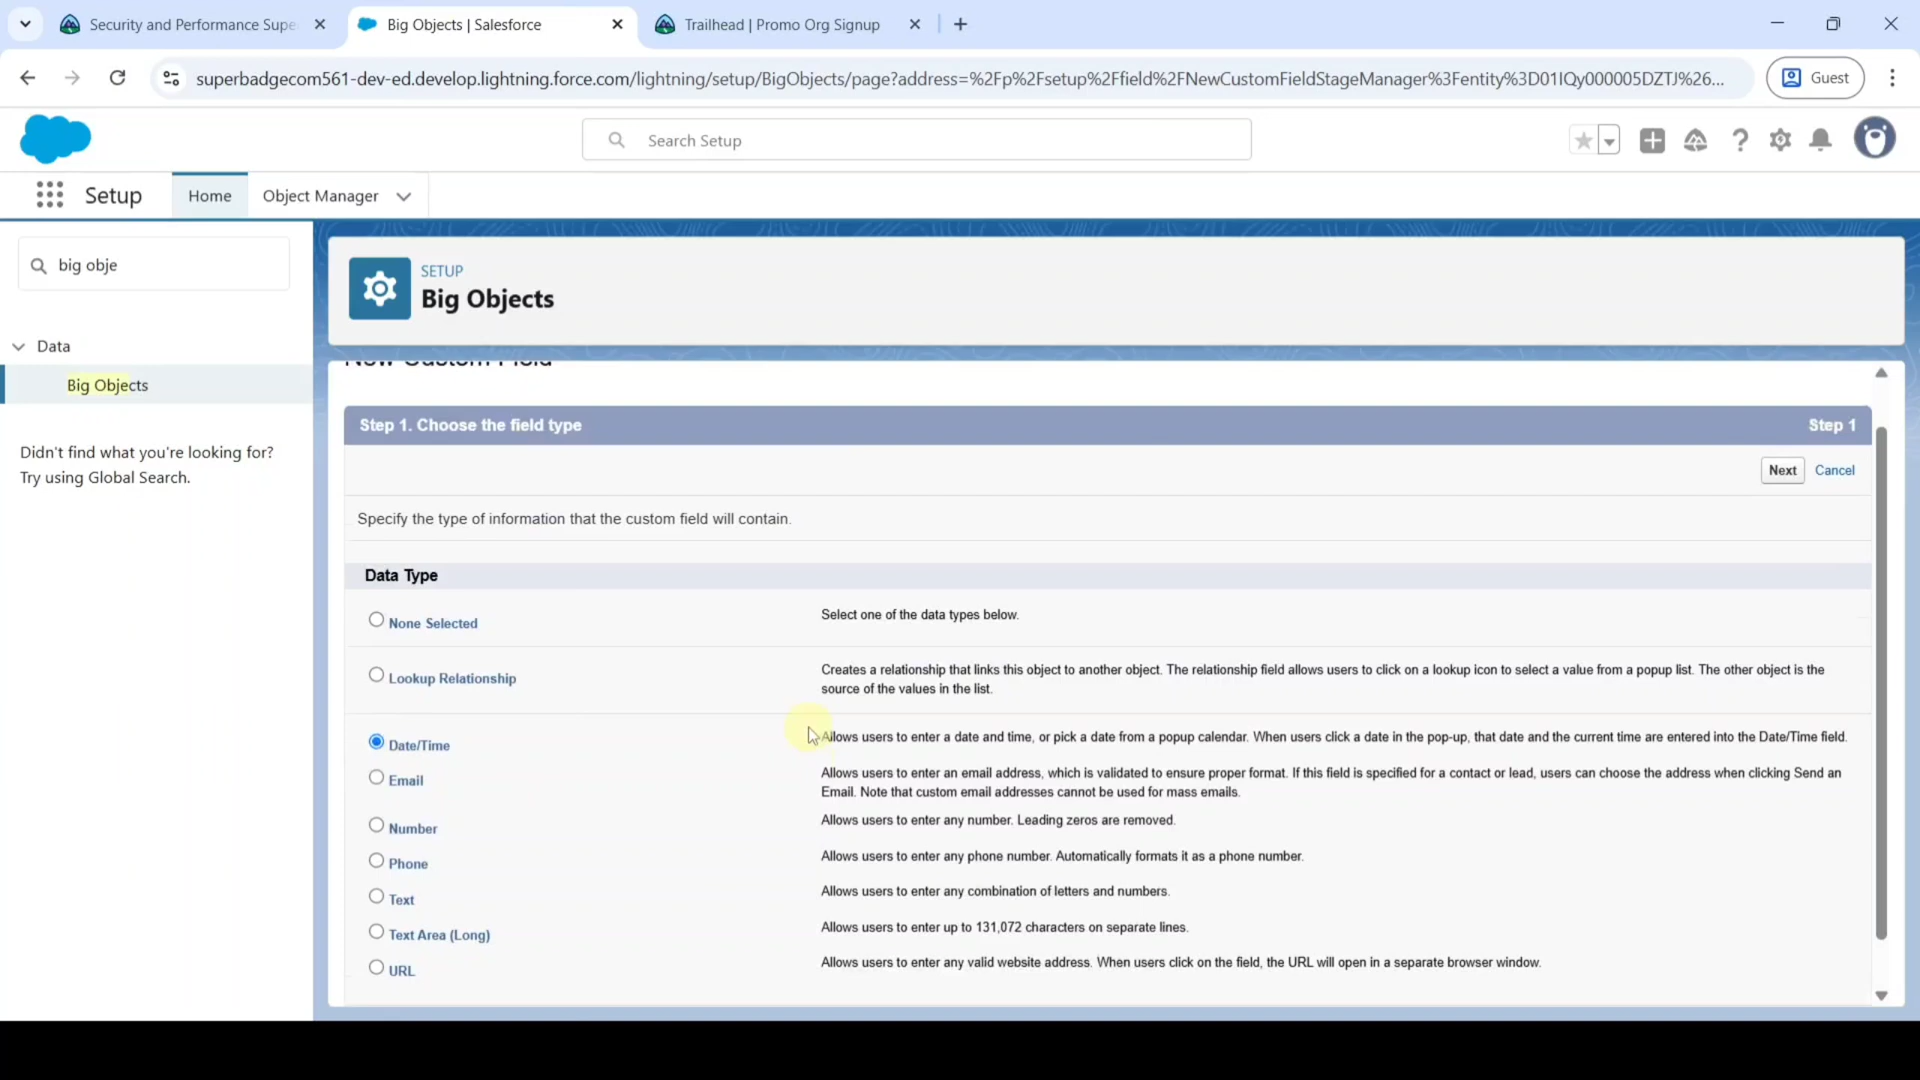 Security and Performance Supe
Big Objects | Salesforce
Trailhead | Promo Org Signup
superbadgecom561-dev-ed.develop.lightning.force.com/lightning/setup/BigObjects/page?address=%2Fp%2Fsetup%2Ffield%2FNewCustomFieldStageManager%3Fentity%3D01IQy000005DZTJ%26...
Guest
Search Setup
Setup
Home
Object Manager
big obje
SETUP
Big Objects
Data
Big Objects
Didn't find what you're looking for?
Try using Global Search.
New Custom Field
Step 1. Choose the field type
Step 1
Next
Cancel
Specify the type of information that the custom field will contain.
Data Type
None Selected
Select one of the data types below.
Lookup Relationship
Creates a relationship that links this object to another object. The relationship field allows users to click on a lookup icon to select a value from a popup list. The other object is the
source of the values in the list.
Date/Time
Allows users to enter a date and time, or pick a date from a popup calendar. When users click a date in the pop-up, that date and the current time are entered into the Date/Time field.
Email
Allows users to enter an email address, which is validated to ensure proper format. If this field is specified for a contact or lead, users can choose the address when clicking Send an
Email. Note that custom email addresses cannot be used for mass emails.
Number
Allows users to enter any number. Leading zeros are removed.
Phone
Allows users to enter any phone number. Automatically formats it as a phone number.
Text
Allows users to enter any combination of letters and numbers.
Text Area (Long)
Allows users to enter up to 131,072 characters on separate lines.
URL
Allows users to enter any valid website address. When users click on the field, the URL will open in a separate browser window.